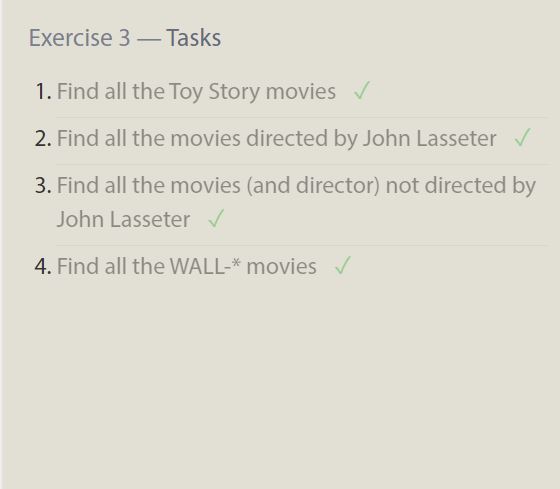 Exercise 3 — Tasks
1. Find all the Toy Story movies ✓
2. Find all the movies directed by John Lasseter ✓
3. Find all the movies (and director) not directed by
John Lasseter ✓
4. Find all the WALL-* movies ✓